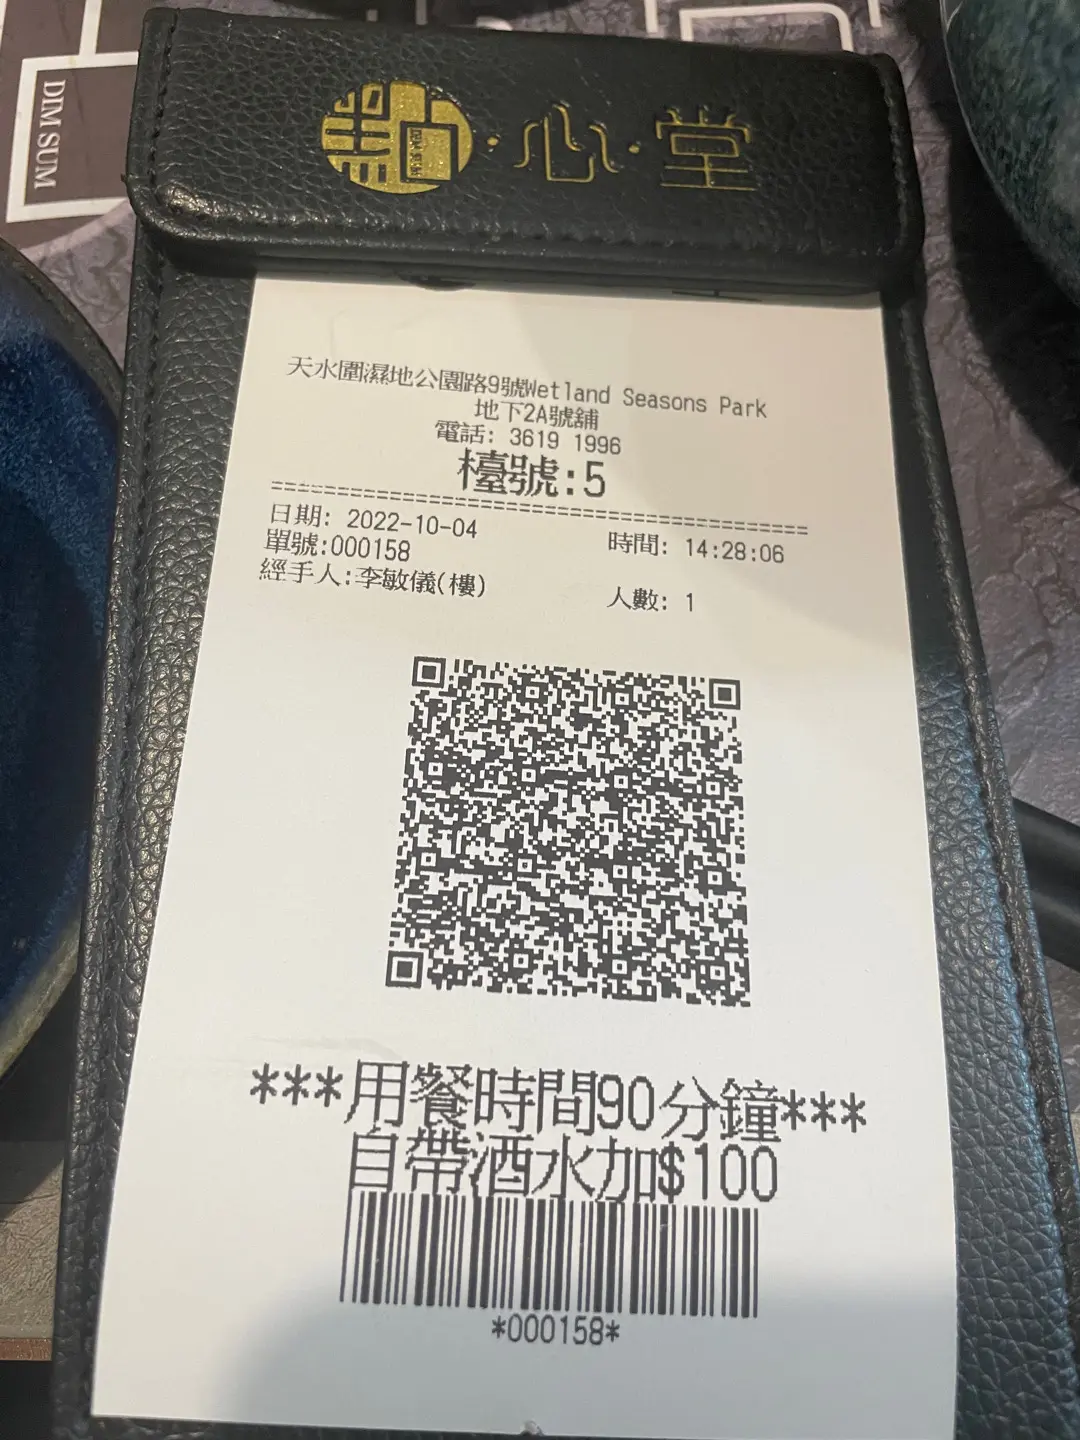 DIM SUM
點·心·堂
天水圍濕地公園路9號Wetland Seasons Park
地下2A號舖
電話: 3619 1996
檯號:5
日期: 2022-10-04 時間: 14:28:06
單號:000158
經手人:李敏儀(樓) 人數: 1
***用餐時間90分鐘***
自帶酒水加$100
*000158*